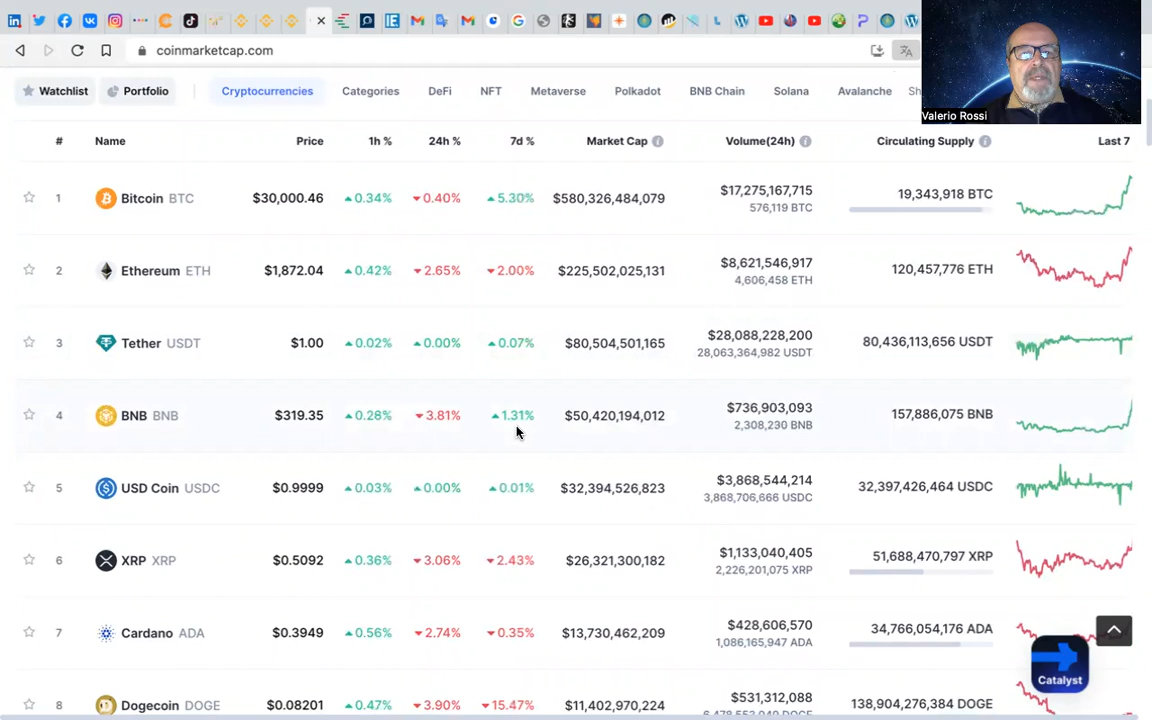 coinmarketcap.com
Valerio Rossi
Watchlist Portfolio Cryptocurrencies Categories DeFi NFT Metaverse Polkadot BNB Chain Solana Avalanche Sh
# Name Price 1h % 24h % 7d % Market Cap Volume(24h) Circulating Supply Last 7
1 Bitcoin BTC $30,000.46 0.34% 0.40% 5.30% $580,326,484,079 $17,275,167,715 19,343,918 BTC
576,119 BTC
2 Ethereum ETH $1,872.04 0.42% 2.65% 2.00% $225,502,025,131 $8,621,546,917 120,457,776 ETH
4,606,458 ETH
3 Tether USDT $1.00 0.02% 0.00% 0.07% $80,504,501,165 $28,088,228,200 80,436,113,656 USDT
28,063,364,982 USDT
4 BNB BNB $319.35 0.28% 3.81% 1.31% $50,420,194,012 $736,903,093 157,886,075 BNB
2,308,230 BNB
5 USD Coin USDC $0.9999 0.03% 0.00% 0.01% $32,394,526,823 $3,868,544,214 32,397,426,464 USDC
3,868,706,666 USDC
6 XRP XRP $0.5092 0.36% 3.06% 2.43% $26,321,300,182 $1,133,040,405 51,688,470,797 XRP
2,226,201,075 XRP
7 Cardano ADA $0.3949 0.56% 2.74% 0.35% $13,730,462,209 $428,606,570 34,766,054,176 ADA
1,086,165,947 ADA
Catalyst
8 Dogecoin DOGE $0.08201 0.47% 3.90% 15.47% $11,402,970,224 $531,312,088 138,904,276,384 DOGE